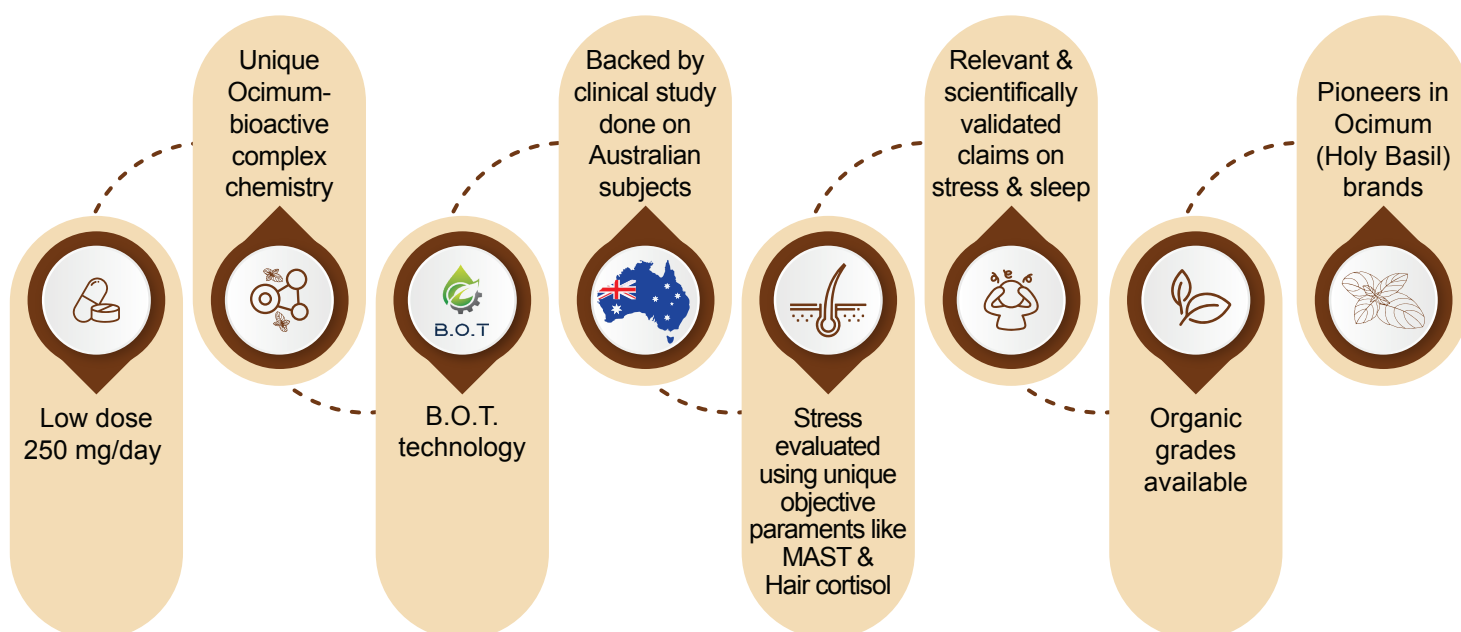 Low dose
250 mg/day
Unique
Ocimum-
bioactive
complex
chemistry
B.O.T
B.O.T.
technology
Backed by
clinical study
done on
Australian
subjects
Stress
evaluated
using unique
objective
paraments like
MAST &
Hair cortisol
Relevant &
scientifically
validated
claims on
stress & sleep
Organic
grades
available
Pioneers in
Ocimum
(Holy Basil)
brands